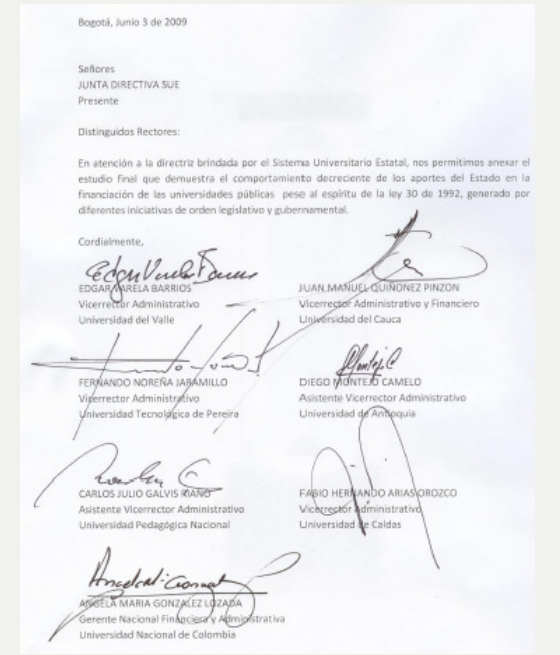 Bogotá, Junio 3 de 2009
Señores
JUNTA DIRECTIVA SUE
Presente
Distinguidos Rectores:
En atención a la directriz brindada por el Sistema Universitario Estatal, nos permitimos anexar el
estudio final que demuestra el comportamiento decreciente de los aportes del Estado en la
financiación de las universidades públicas pese al espíritu de la ley 30 de 1992, generado por
diferentes iniciativas de orden legislativo y gubernamental.
Cordialmente,
EDGAR VARELA BARRIOS
Vicerrector Administrativo
Universidad del Valle
JUAN MANUEL QUIÑONEZ PINZON
Vicerrector Administrativo y Financiero
Universidad del Cauca
FERNANDO NOREÑA JARAMILLO
Vicerrector Administrativo
Universidad Tecnológica de Pereira
DIEGO MONTEJO CAMELO
Asistente Vicerrector Administrativo
Universidad de Antioquia
CARLOS JULIO GALVIS RIAÑO
Asistente Vicerrector Administrativo
Universidad Pedagógica Nacional
FABIO HERNANDO ARIAS OROZCO
Vicerrector Administrativo
Universidad de Caldas
ANGELA MARIA GONZALEZ LOZADA
Gerente Nacional Financiera y Administrativa
Universidad Nacional de Colombia